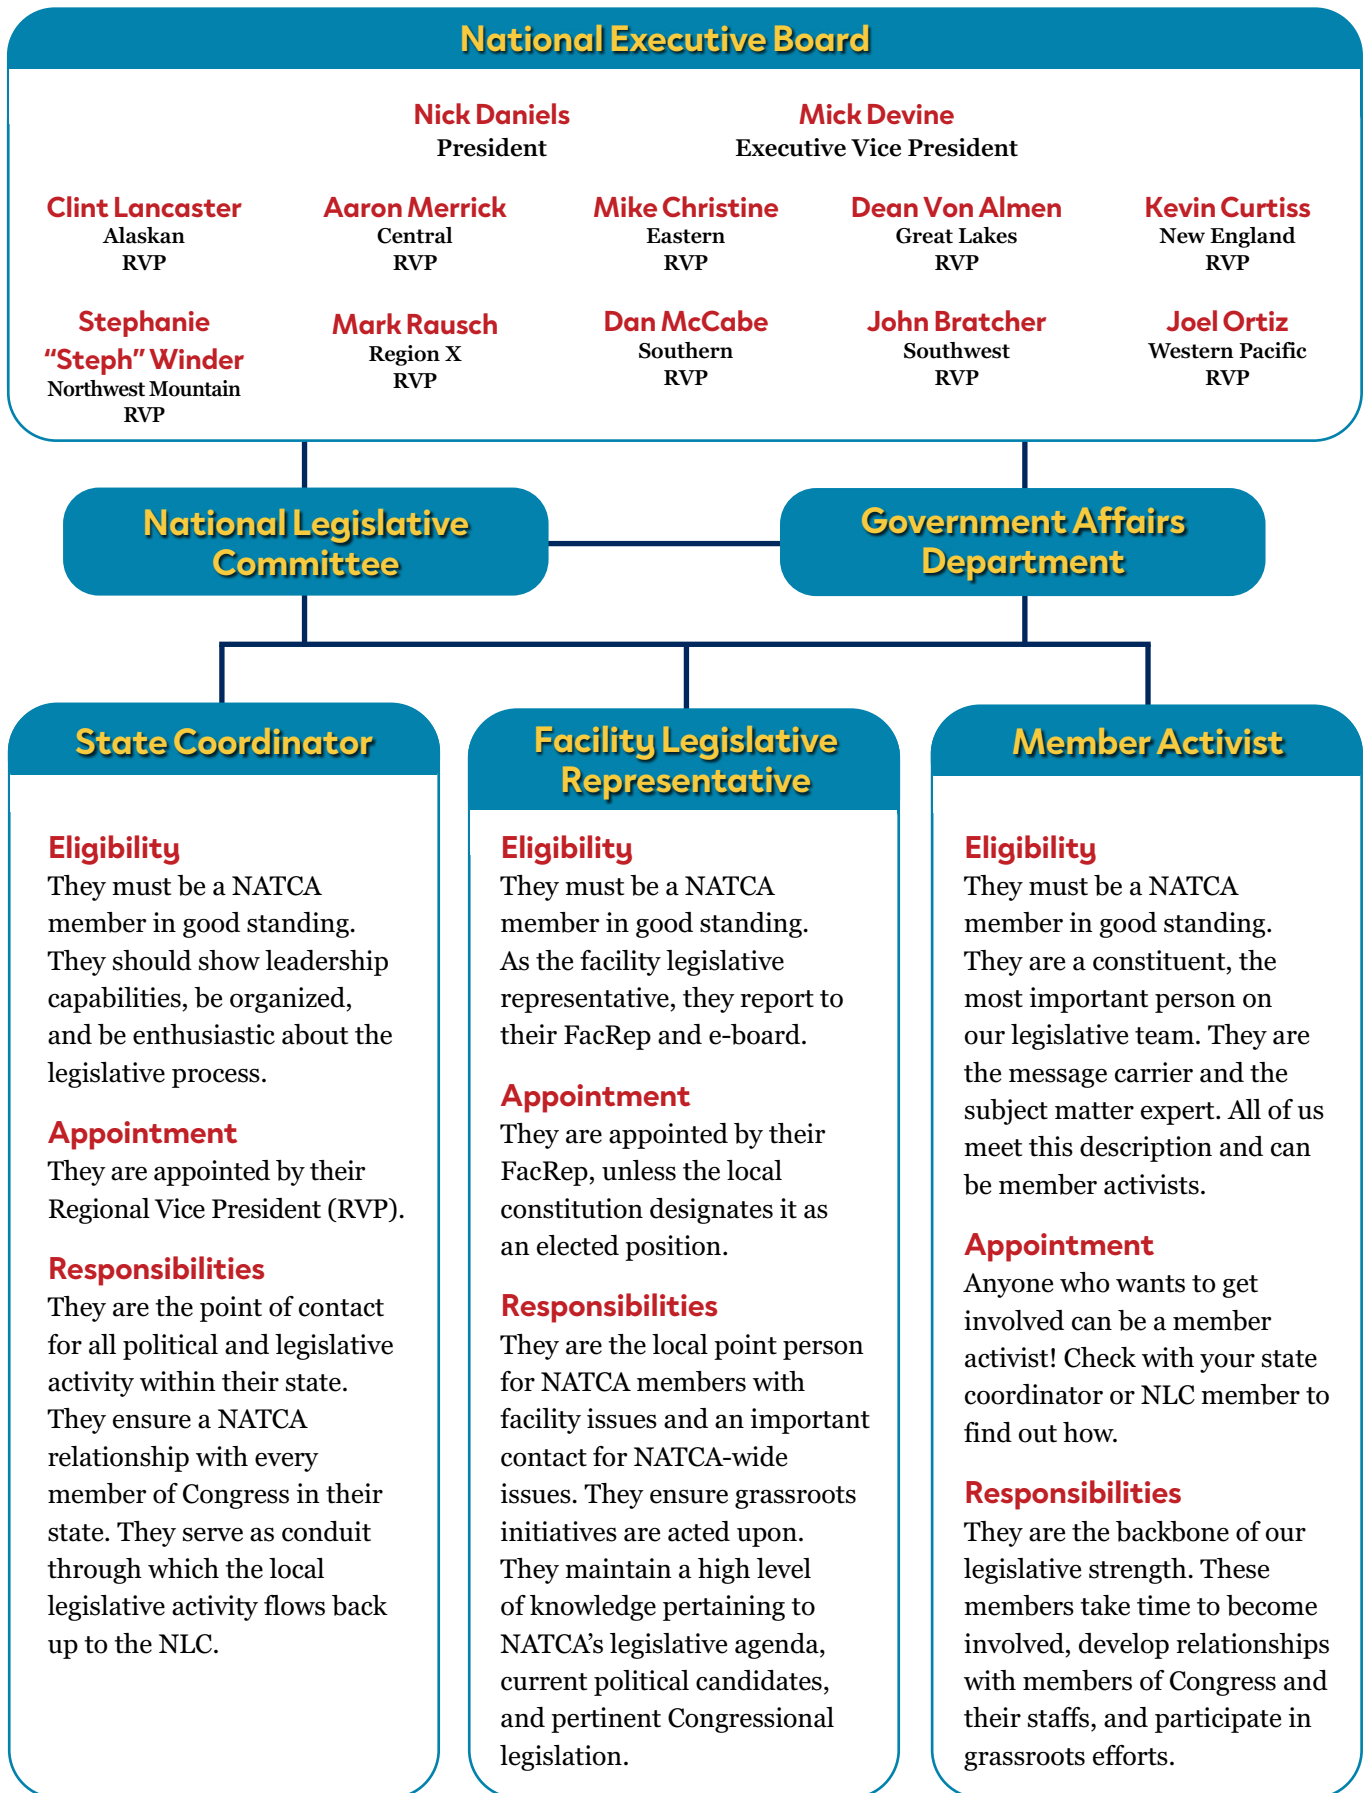 National Executive Board
Nick Daniels
President
Mick Devine
Executive Vice President
Clint Lancaster
Alaskan
RVP
Aaron Merrick
Central
RVP
Mike Christine
Eastern
RVP
Dean Von Almen
Great Lakes
RVP
Kevin Curtiss
New England
RVP
Stephanie
“Steph” Winder
Northwest Mountain
RVP
Mark Rausch
Region X
RVP
Dan McCabe
Southern
RVP
John Bratcher
Southwest
RVP
Joel Ortiz
Western Pacific
RVP
National Legislative
Committee
Government Affairs
Department
State Coordinator
Eligibility
They must be a NATCA
member in good standing.
They should show leadership
capabilities, be organized,
and be enthusiastic about the
legislative process.
Appointment
They are appointed by their
Regional Vice President (RVP).
Responsibilities
They are the point of contact
for all political and legislative
activity within their state.
They ensure a NATCA
relationship with every
member of Congress in their
state. They serve as conduit
through which the local
legislative activity flows back
up to the NLC.
Facility Legislative
Representative
Eligibility
They must be a NATCA
member in good standing.
As the facility legislative
representative, they report to
their FacRep and e-board.
Appointment
They are appointed by their
FacRep, unless the local
constitution designates it as
an elected position.
Responsibilities
They are the local point person
for NATCA members with
facility issues and an important
contact for NATCA-wide
issues. They ensure grassroots
initiatives are acted upon.
They maintain a high level
of knowledge pertaining to
NATCA’s legislative agenda,
current political candidates,
and pertinent Congressional
legislation.
Member Activist
Eligibility
They must be a NATCA
member in good standing.
They are a constituent, the
most important person on
our legislative team. They are
the message carrier and the
subject matter expert. All of us
meet this description and can
be member activists.
Appointment
Anyone who wants to get
involved can be a member
activist! Check with your state
coordinator or NLC member to
find out how.
Responsibilities
They are the backbone of our
legislative strength. These
members take time to become
involved, develop relationships
with members of Congress and
their staffs, and participate in
grassroots efforts.